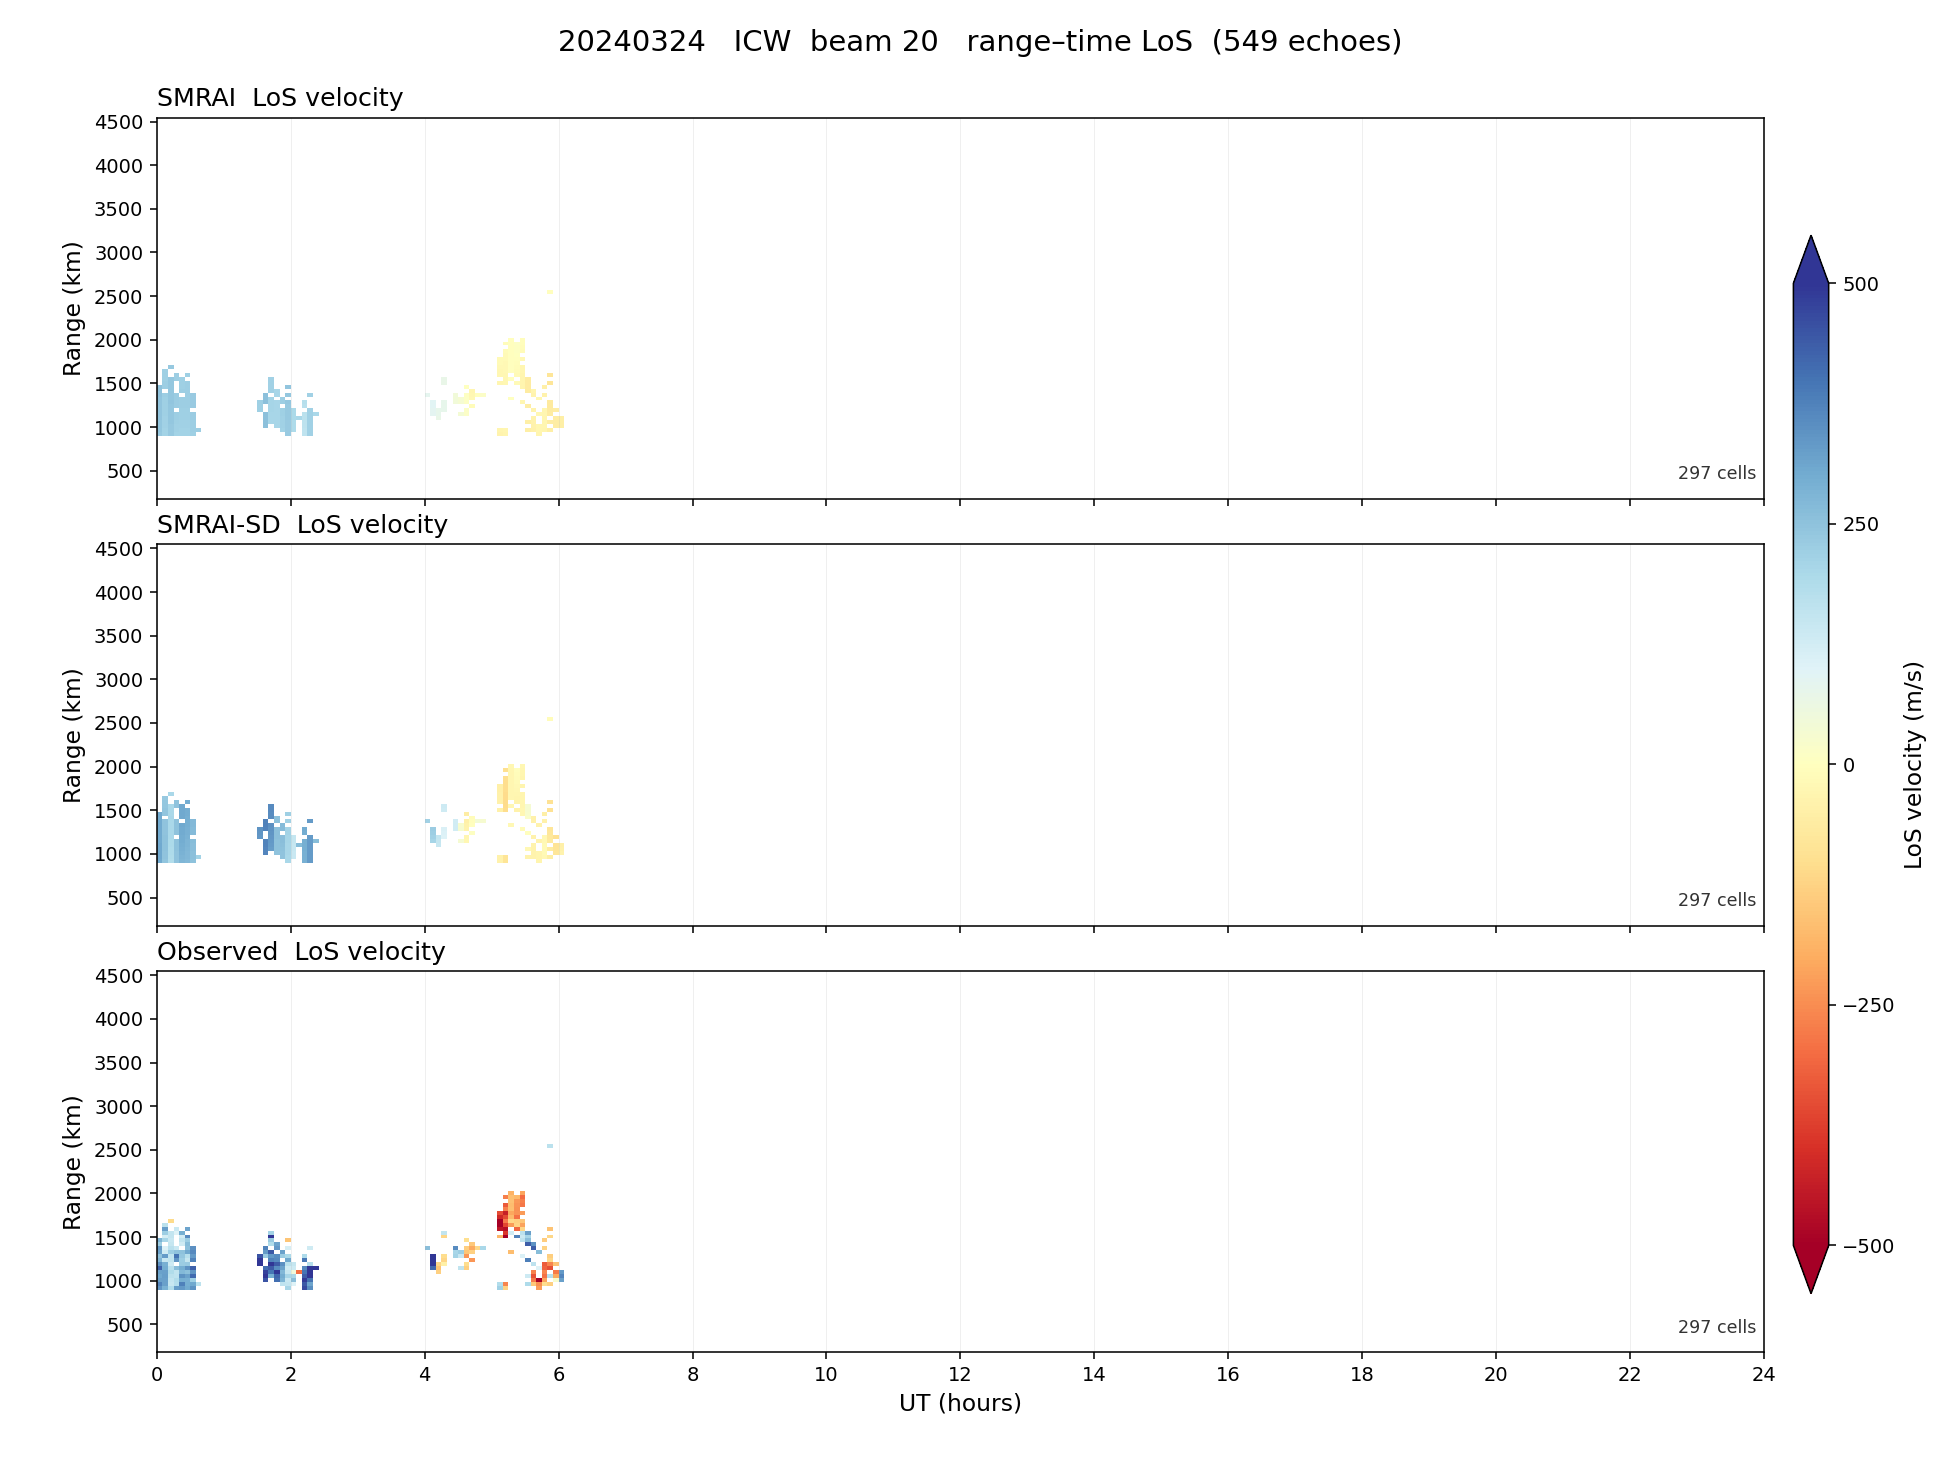 20240324   ICW  beam 20   range–time LoS  (549 echoes)
SMRAI  LoS velocity
4500
4000
3500
3000
2500
2000
1500
1000
500
Range (km)
297 cells
SMRAI-SD  LoS velocity
4500
4000
3500
3000
2500
2000
1500
1000
500
Range (km)
297 cells
Observed  LoS velocity
4500
4000
3500
3000
2500
2000
1500
1000
500
Range (km)
297 cells
0 2 4 6 8 10 12 14 16 18 20 22 24
UT (hours)
500
250
0
−250
−500
LoS velocity (m/s)